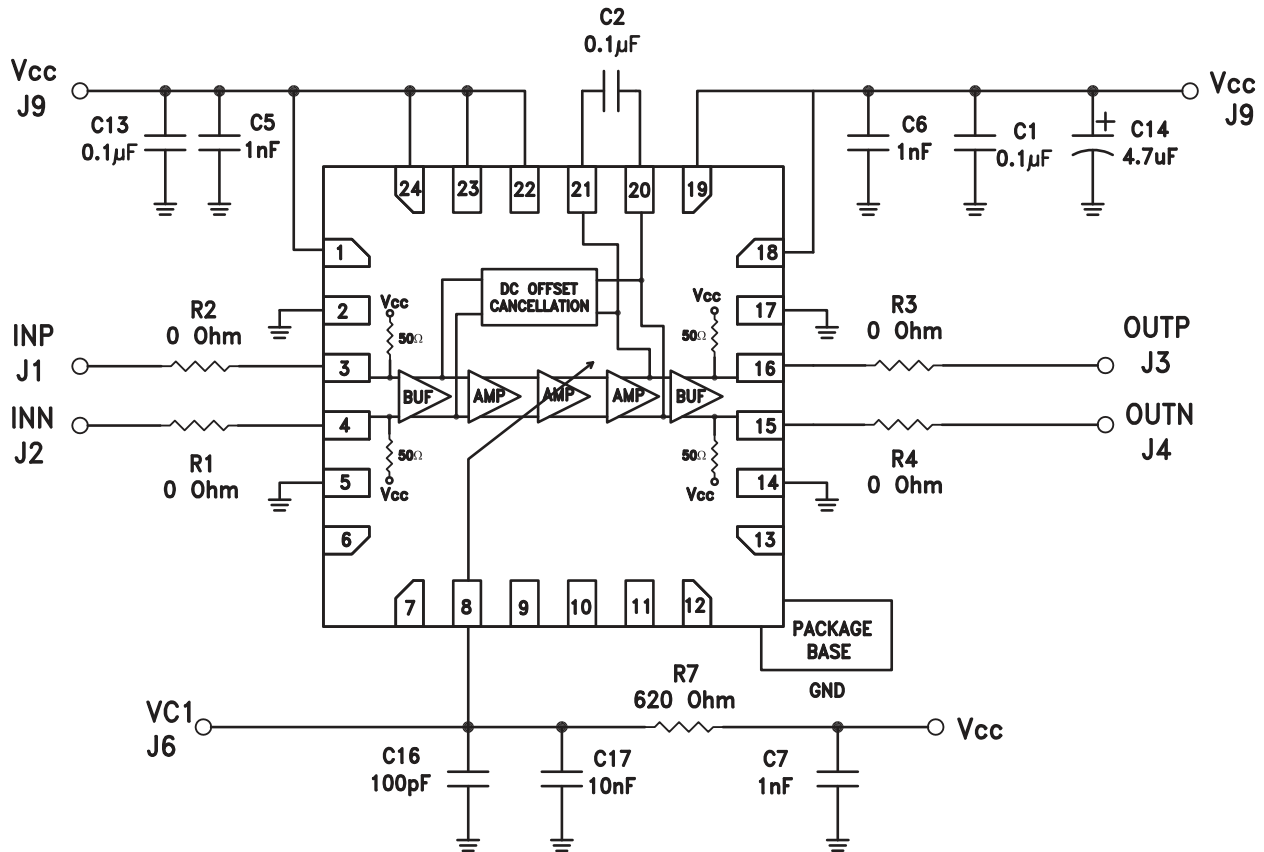 C2
0.1µF
Vcc
J9
C13
0.1µF
C5
1nF
C6
1nF
C1
0.1µF
+
C14
4.7uF
Vcc
J9
24
23
22
21
20
19
1
2
3
4
5
6
18
17
16
15
14
13
DC OFFSET
CANCELLATION
Vcc
50Ω
Vcc
50Ω
BUF
AMP
AMP
AMP
BUF
50Ω
Vcc
50Ω
Vcc
INP
J1
R2
0 Ohm
INN
J2
R1
0 Ohm
R3
0 Ohm
OUTP
J3
R4
0 Ohm
OUTN
J4
7
8
9
10
11
12
PACKAGE
BASE
GND
VC1
J6
R7
620 Ohm
Vcc
C16
100pF
C17
10nF
C7
1nF